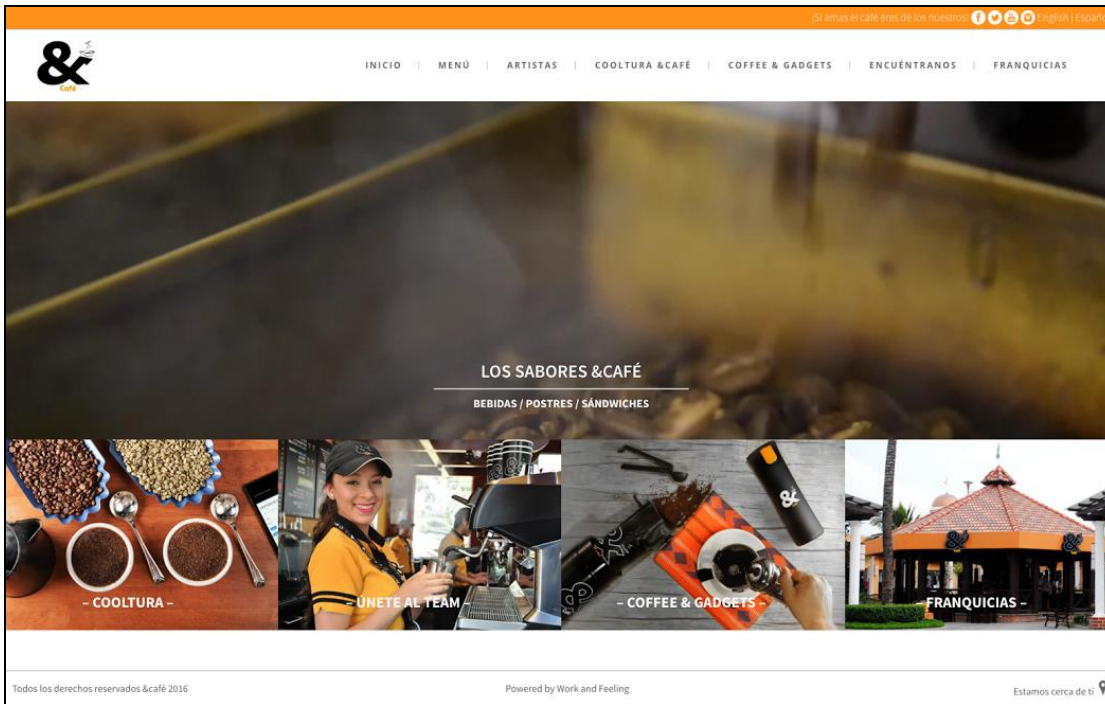 ¡Si amas el café eres de los nuestros! English | Español
&
Café
INICIO | MENÚ | ARTISTAS | COOLTURA &CAFÉ | COFFEE & GADGETS | ENCUÉNTRANOS | FRANQUICIAS
LOS SABORES &CAFÉ
BEBIDAS / POSTRES / SÁNDWICHES
– COOLTURA –
– ÚNETE AL TEAM –
– COFFEE & GADGETS –
– FRANQUICIAS –
Todos los derechos reservados &café 2016
Powered by Work and Feeling
Estamos cerca de tí